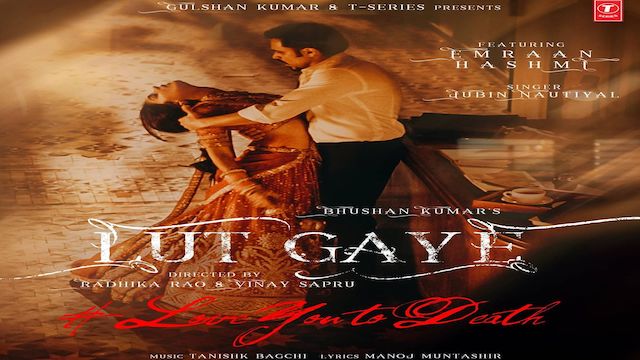 GULSHAN KUMAR & T-SERIES PRESENTS
T-SERIES
FEATURING
EMRAAN
HASHMI
SINGER
JUBIN NAUTIYAL
BHUSHAN KUMAR'S
LUT GAYE
DIRECTED BY
RADHIKA RAO & VINAY SAPRU
# Love You to Death
MUSIC TANISHK BAGCHI LYRICS MANOJ MUNTASHIR